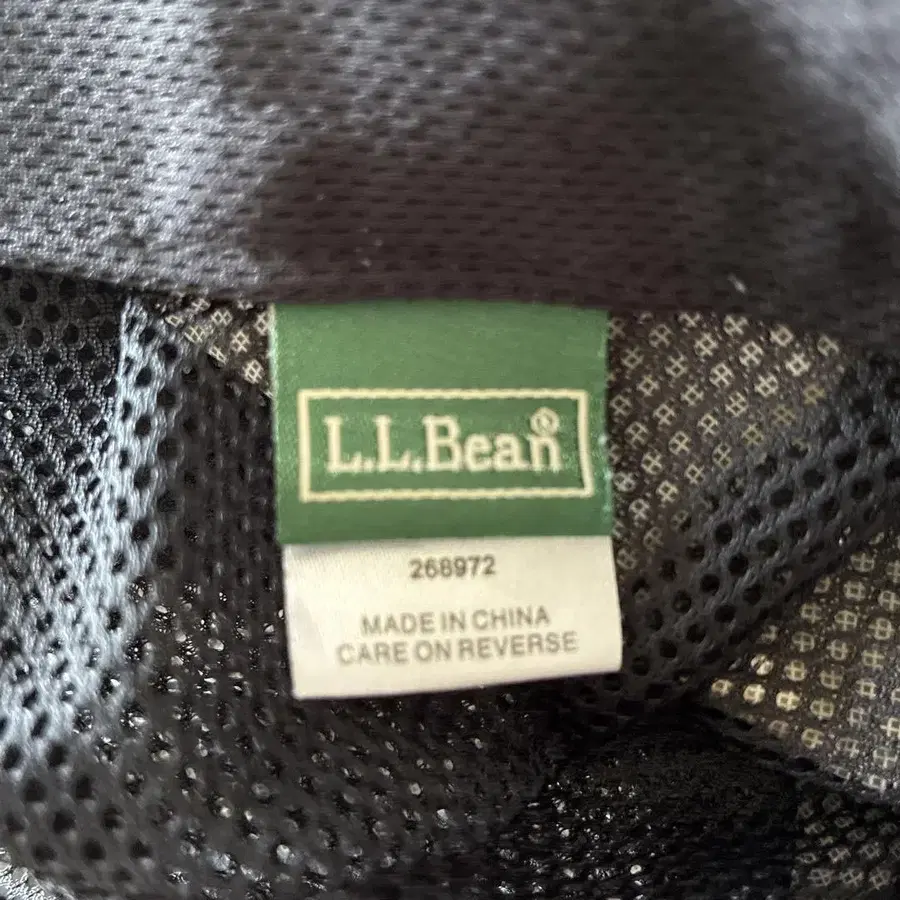 L.L.Bean®
268972
MADE IN CHINA
CARE ON REVERSE